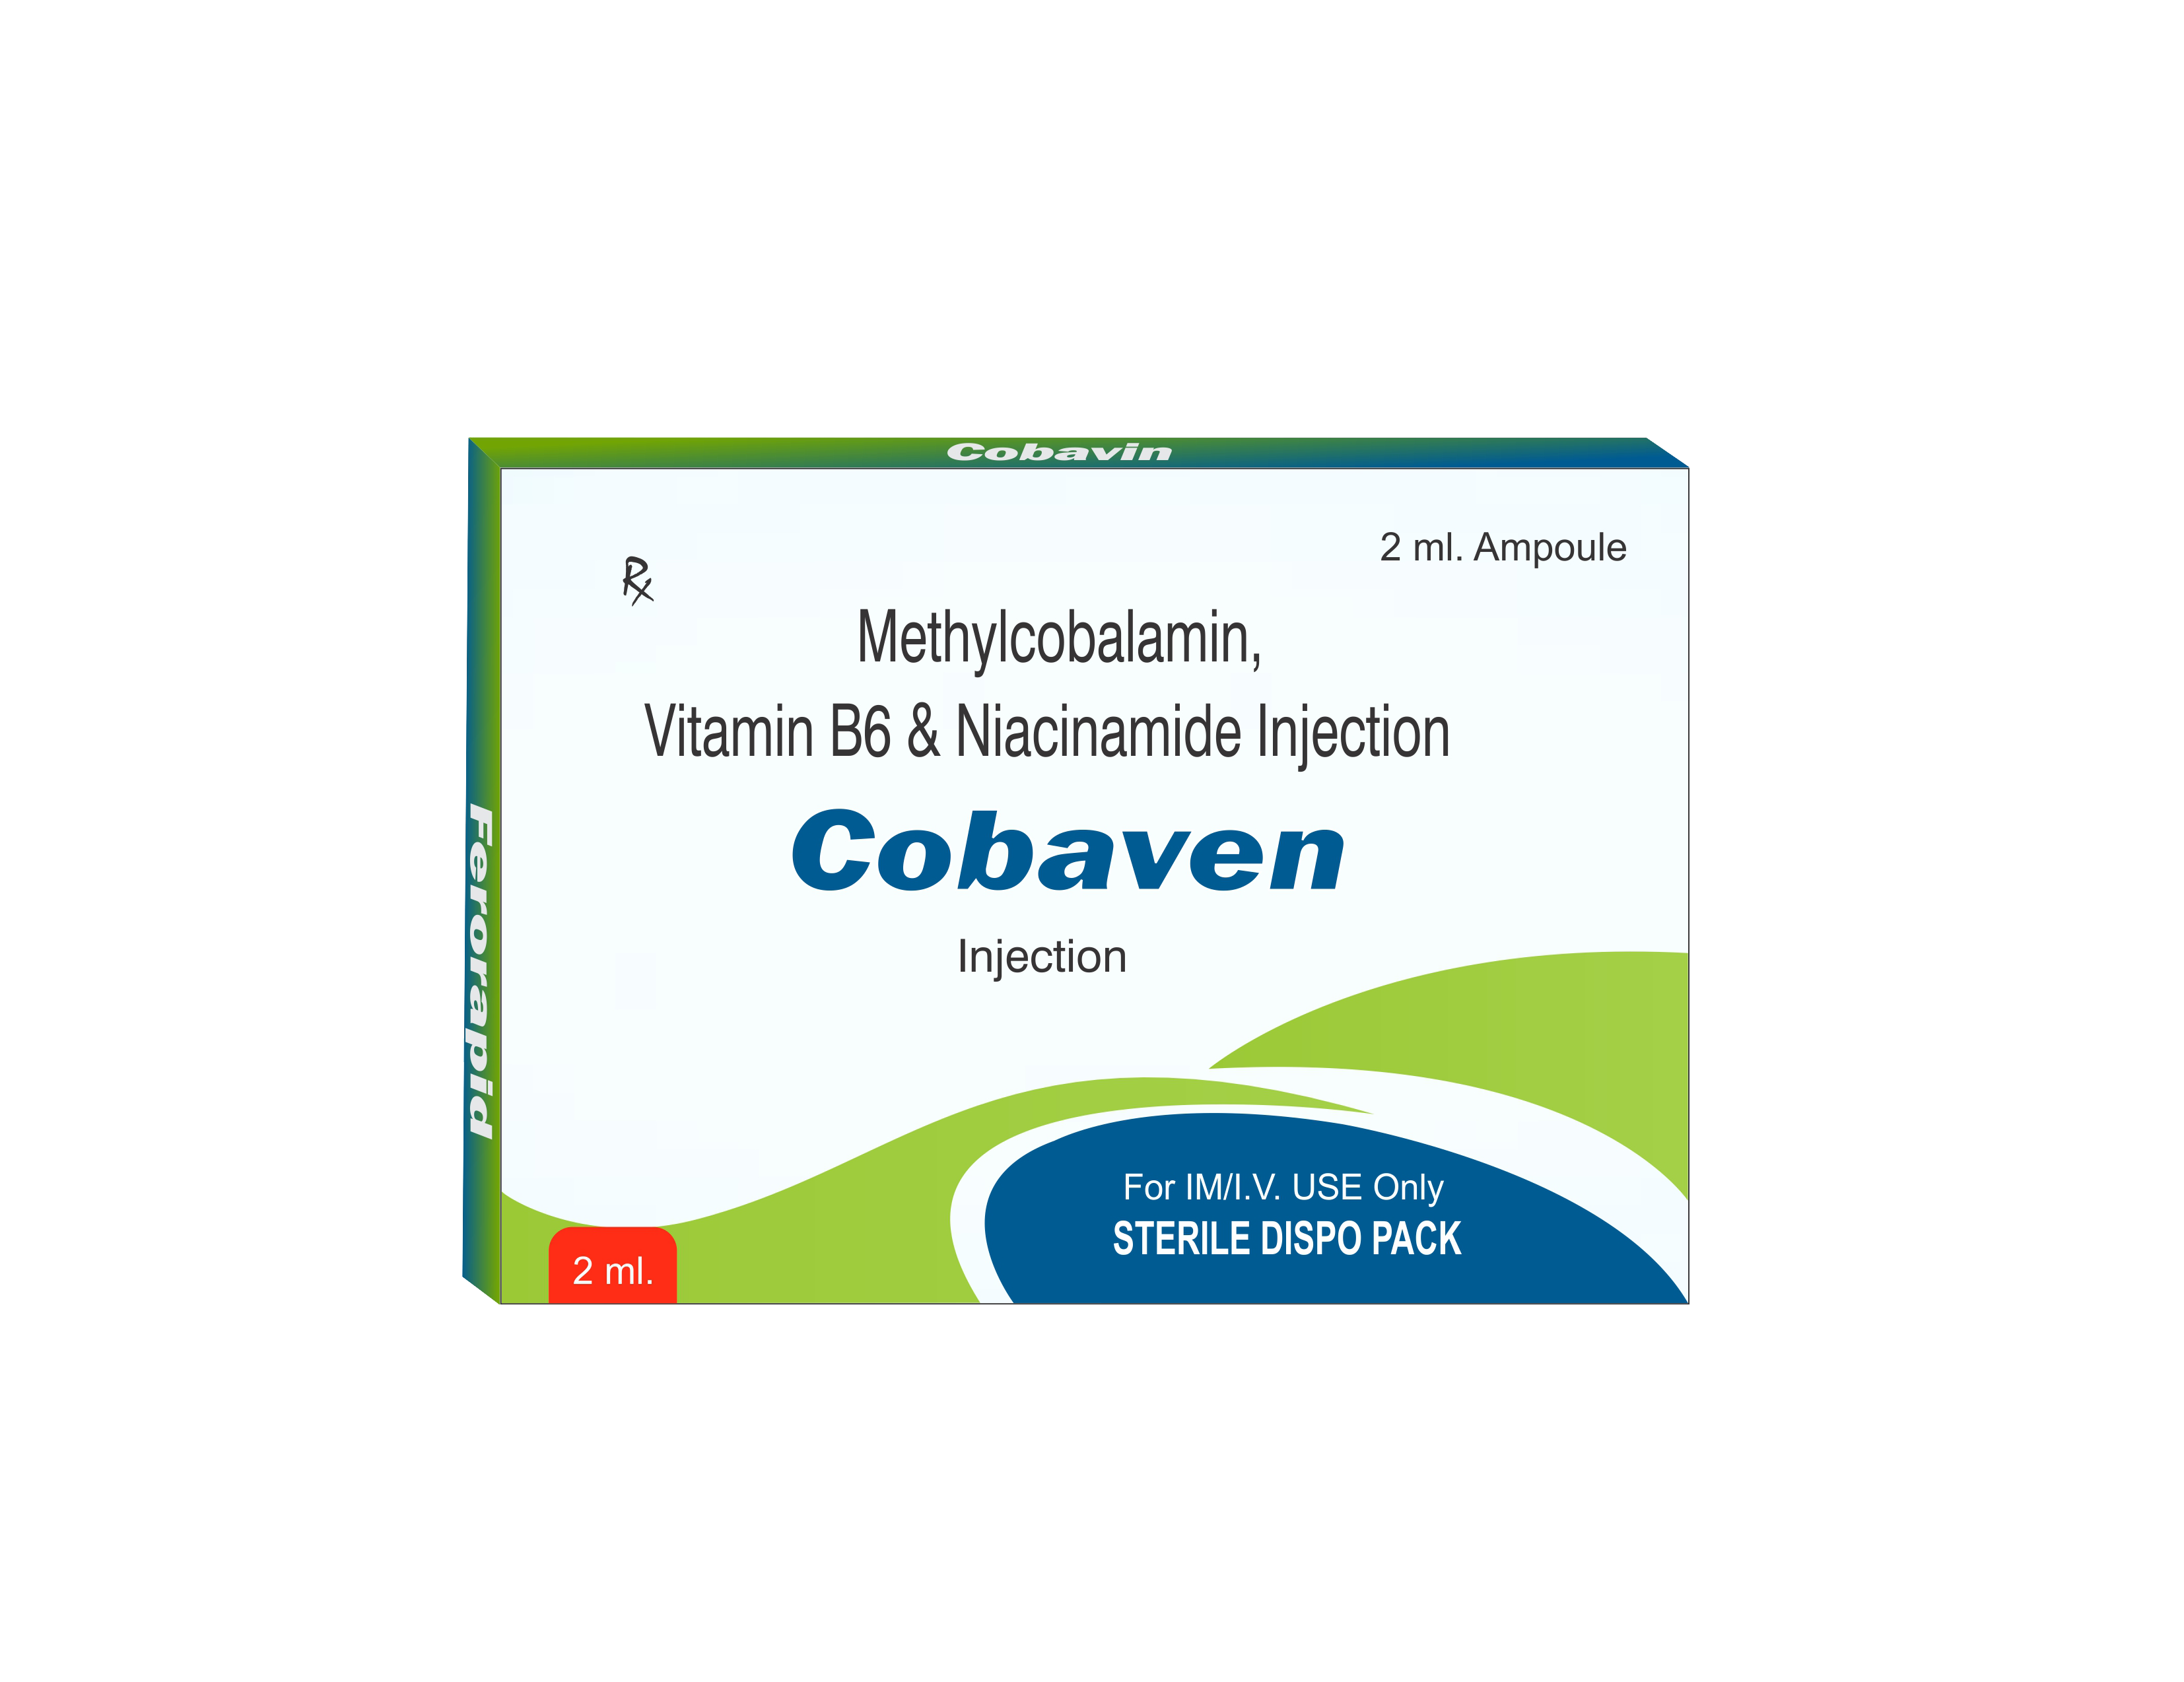 Cobavin
2 ml. Ampoule
Rx
Methylcobalamin,
Vitamin B6 & Niacinamide Injection
Cobaven
Injection
Ferorapid
For IM/I.V. USE Only
STERILE DISPO PACK
2 ml.